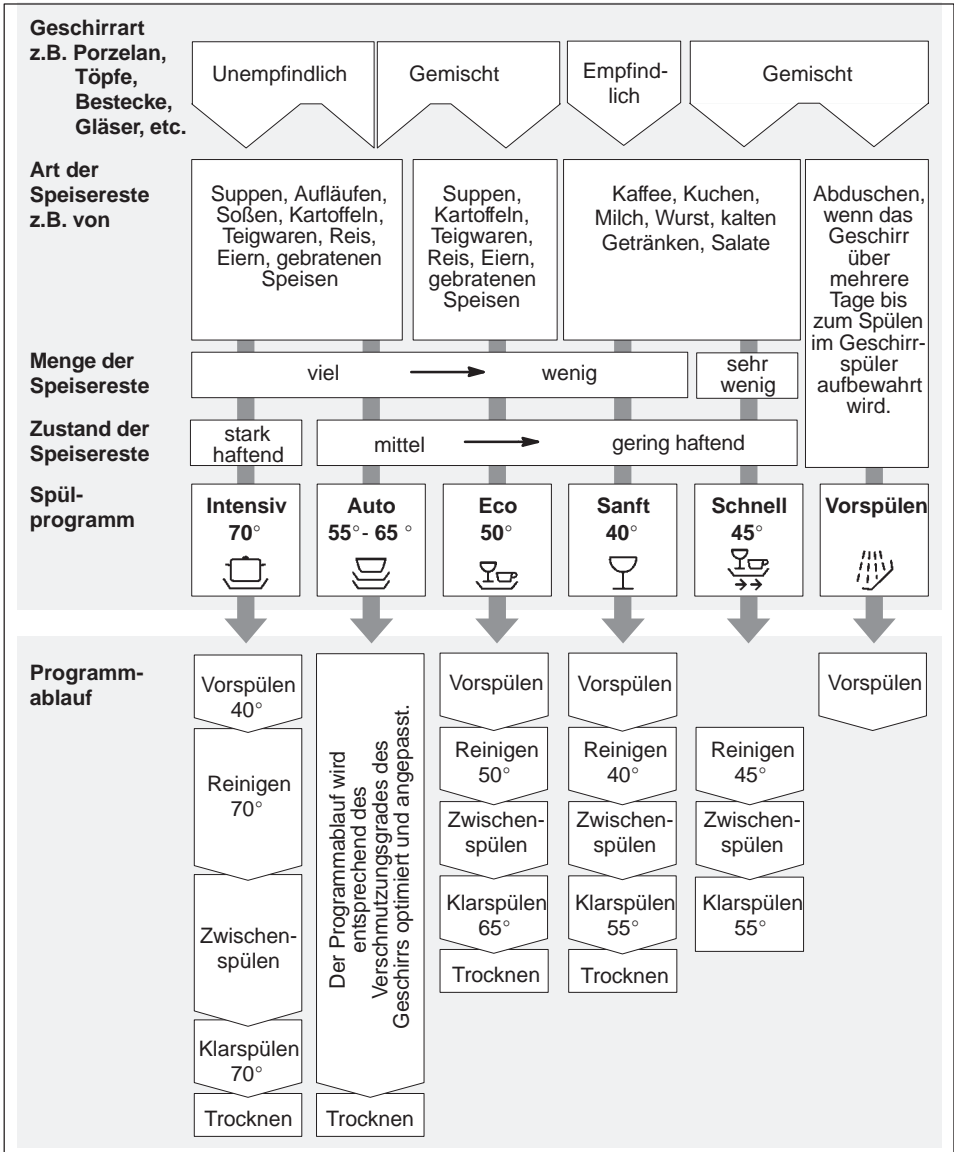 Geschirrart
z.B. Porzelan,
Töpfe,
Bestecke,
Gläser, etc.
Unempfindlich
Gemischt
Empfind-
lich
Gemischt
Art der
Speisereste
z.B. von
Suppen, Aufläufen,
Soßen, Kartoffeln,
Teigwaren, Reis,
Eiern, gebratenen
Speisen
Suppen,
Kartoffeln,
Teigwaren,
Reis, Eiern,
gebratenen
Speisen
Kaffee, Kuchen,
Milch, Wurst, kalten
Getränken, Salate
Abduschen,
wenn das
Geschirr
über
mehrere
Tage bis
zum Spülen
im Geschirr-
spüler
aufbewahrt
wird.
Menge der
Speisereste
viel
wenig
sehr
wenig
Zustand der
Speisereste
stark
haftend
mittel
gering haftend
Spül-
programm
Intensiv
70°
Auto
55°- 65 °
Eco
50°
Sanft
40°
Schnell
45°
Vorspülen
Programm-
ablauf
Vorspülen
40°
Reinigen
70°
Zwischen-
spülen
Klarspülen
70°
Trocknen
Der Programmablauf wird
entsprechend des
Verschmutzungsgrades des
Geschirrs optimiert und angepasst.
Trocknen
Vorspülen
Reinigen
50°
Zwischen-
spülen
Klarspülen
65°
Trocknen
Vorspülen
Reinigen
40°
Zwischen-
spülen
Klarspülen
55°
Trocknen
Reinigen
45°
Zwischen-
spülen
Klarspülen
55°
Vorspülen